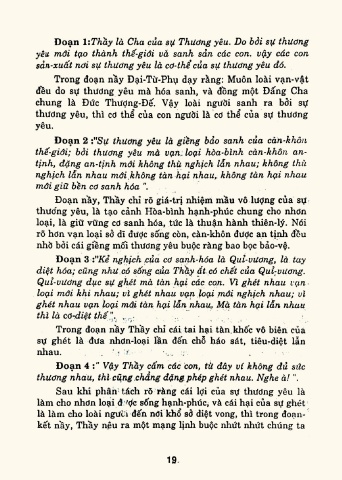 Đoạn 1:Thầy là Cha của sự Thương yêu. Do bởi sự thương
yêu mới tạo thành thế-giới và sanh sản các con. vậy các con
sản-xuất nơi sự thương yêu là cơ-thể của sự thương yêu đó.
Trong đoạn nầy Đại-Từ-Phụ dạy rằng: Muôn loài vạn-vật
đều do sự thương yêu mà hóa sanh, và đồng một Đấng Cha
chung là Đức Thượng-Đế. Vậy loài người sanh ra bởi sự
thương yêu, thì cơ thể của con người là cơ thể của sự thương
yêu.
Đoạn 2 :"Sự thương yêu là giềng bảo sanh của càn-khôn
thế-giới; bởi thương yêu mà vạn loại hòa-bình càn-khôn an-
tịnh, đặng an-tịnh mới không thù nghịch lẫn nhau; không thù
nghịch lẫn nhau mới không tàn hại nhau, không tàn hại nhau
mới giữ bền cơ sanh hóa ".
Đoạn nầy, Thầy chỉ rõ giá-trị nhiệm mầu vô lượng của sự
thương yêu, là tạo cảnh Hòa-bình hạnh-phúc chung cho nhơn
loại, là giữ vững cơ sanh hóa, tức là thuận hành thiên-lý. Nói
rõ hơn vạn loại sở dĩ được sống còn, càn-khôn được an tịnh đều
nhờ bởi cái giềng mối thương yêu buộc ràng bao bọc bảo-vệ.
Đoạn 3 :"Kẻ nghịch của cơ sanh-hóa là Quỉ-vương, là tay
diệt hóa; cũng như có sống của Thầy ắt có chết của Quỉ-vương.
Quỉ-vương dục sự ghét mà tàn hại các con. Vì ghét nhau vạn
loại mới khi nhau; vì ghét nhau vạn loại mới nghịch nhau; vì
ghét nhau vạn loại mới tàn hại lẫn nhau, Mà tàn hại lẫn nhau
thì là cơ-diệt thế ".
Trong đoạn nầy Thầy chỉ cái tai hại tàn khốc vô biên của
sự ghét là đưa nhơn-loại lần đến chỗ háo sát, tiêu-diệt lẫn
nhau.
Đoạn 4 :" Vậy Thầy cấm các con, từ đây ví không đủ sức
thương nhau, thì cũng chẳng đặng phép ghét nhau. Nghe à! ".
Sau khi phân tách rõ ràng cái lợi của sự thương yêu là
làm cho nhơn loại được sống hạnh-phúc, và cái hại của sự ghét
là làm cho loài người đến nơi khổ sở diệt vong, thì trong đoạn-
kết nầy, Thầy nêu ra một mạng lịnh buộc nhứt nhứt chúng ta
19